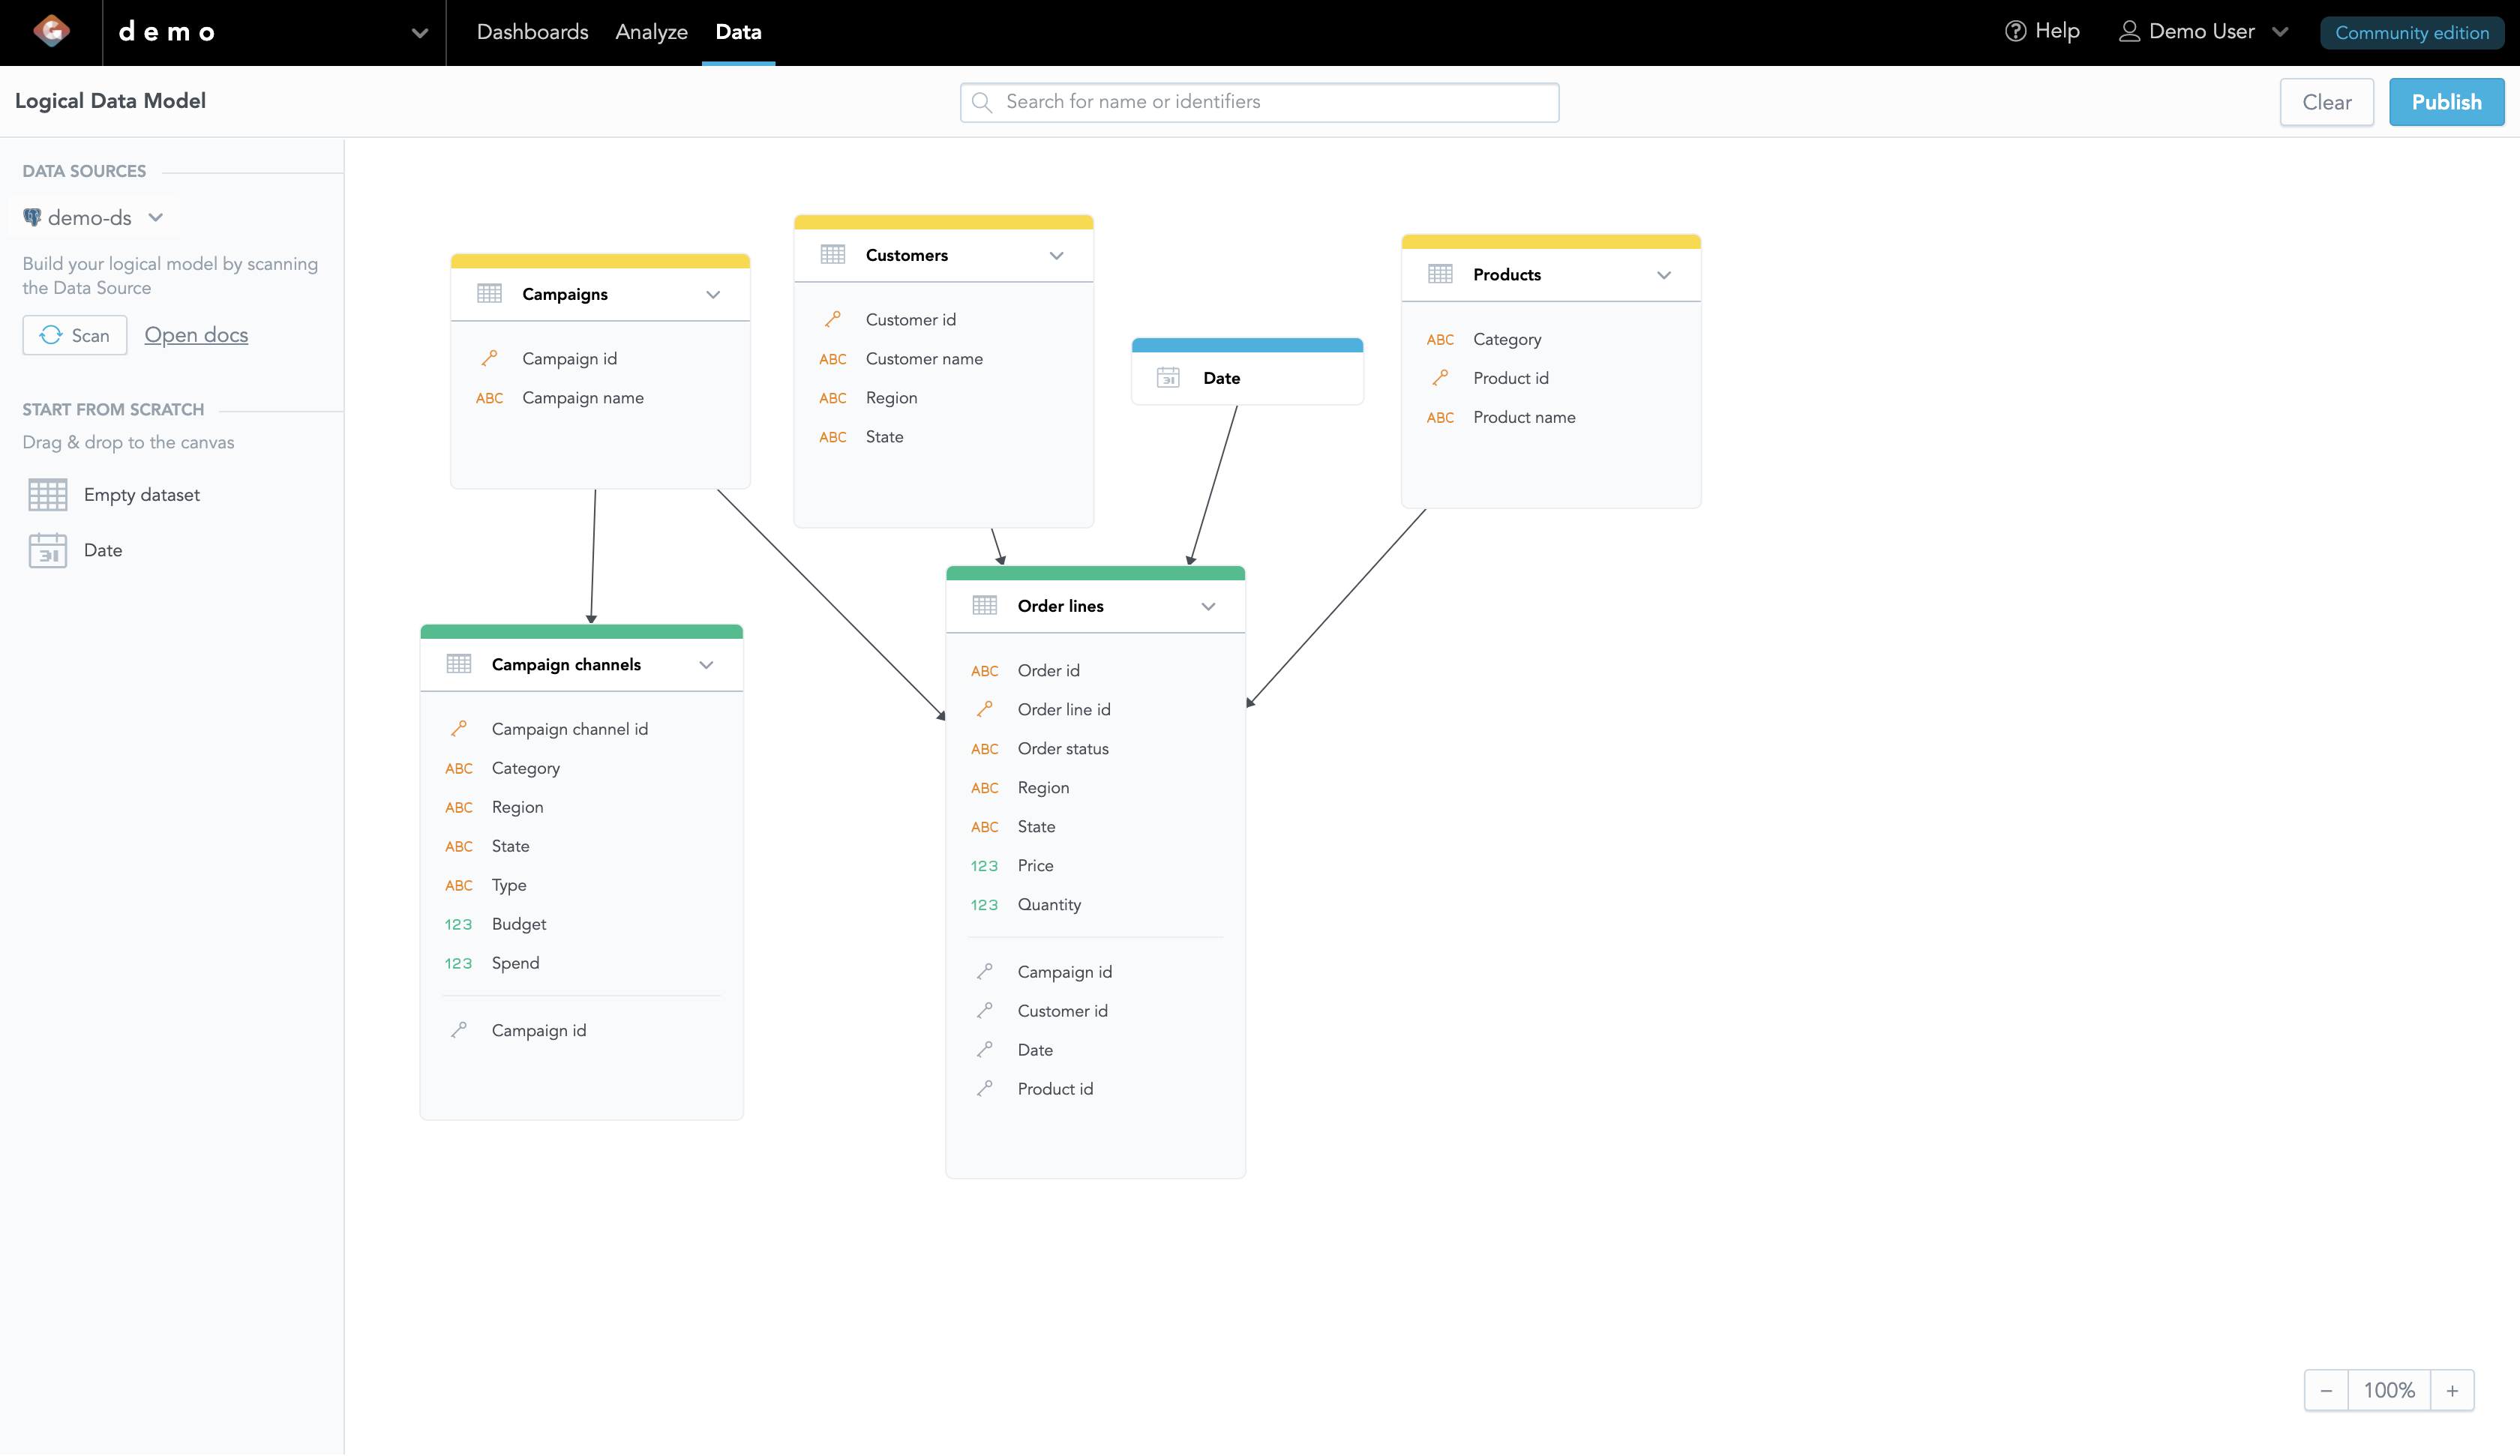 demo
Dashboards
Analyze
Data
Help
Demo User
Community edition
Logical Data Model
Search for name or identifiers
Clear
Publish
DATA SOURCES
demo-ds
Build your logical model by scanning
the Data Source
Scan
Open docs
START FROM SCRATCH
Drag & drop to the canvas
Empty dataset
31
Date
Campaigns
Campaign id
ABC Campaign name
Customers
Customer id
ABC Customer name
ABC Region
ABC State
31 Date
Products
ABC Category
Product id
ABC Product name
Campaign channels
Campaign channel id
ABC Category
ABC Region
ABC State
ABC Type
123 Budget
123 Spend
Campaign id
Order lines
ABC Order id
Order line id
ABC Order status
ABC Region
ABC State
123 Price
123 Quantity
Campaign id
Customer id
Date
Product id
− 100% +